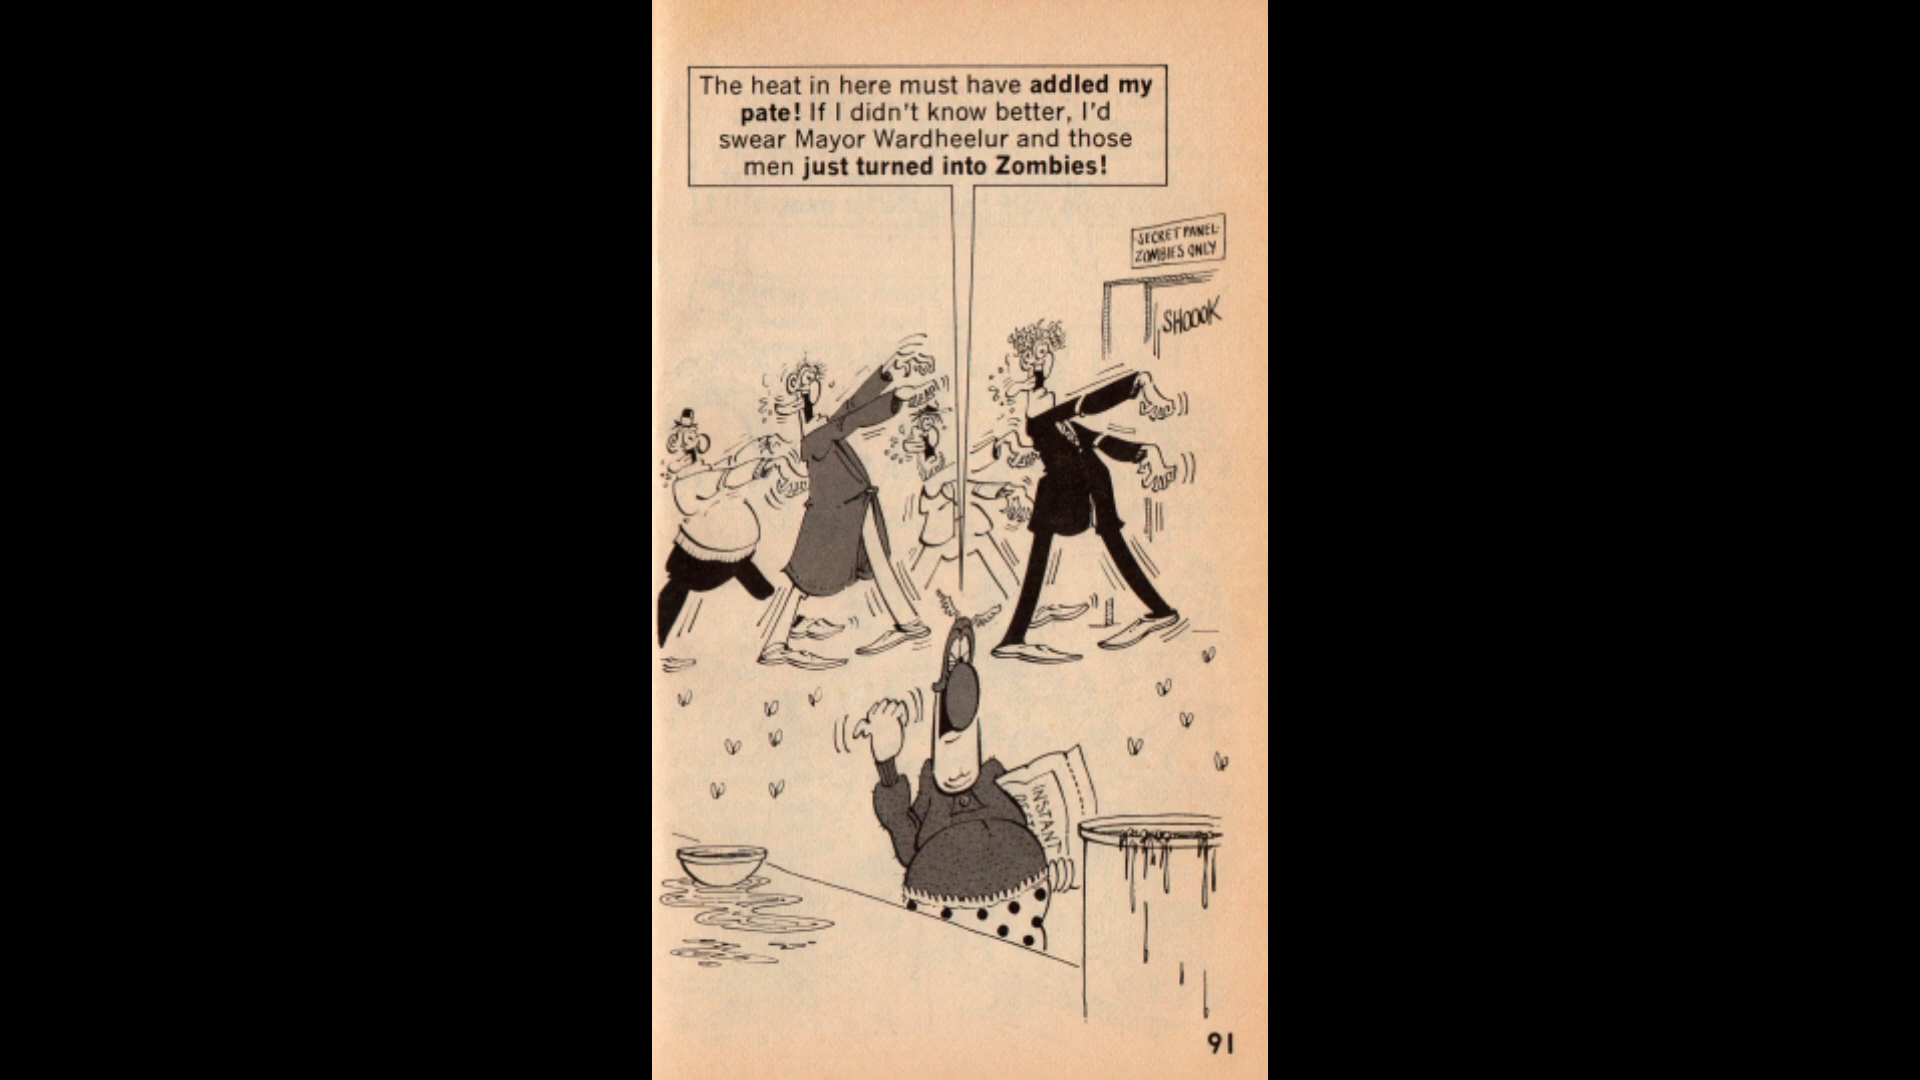 The heat in here must have addled my
pate! If I didn't know better, I'd
swear Mayor Wardheelur and those
men just turned into Zombies!
SECRET PANEL
ZOMBIES ONLY
SHOOOK
INSTANT
91